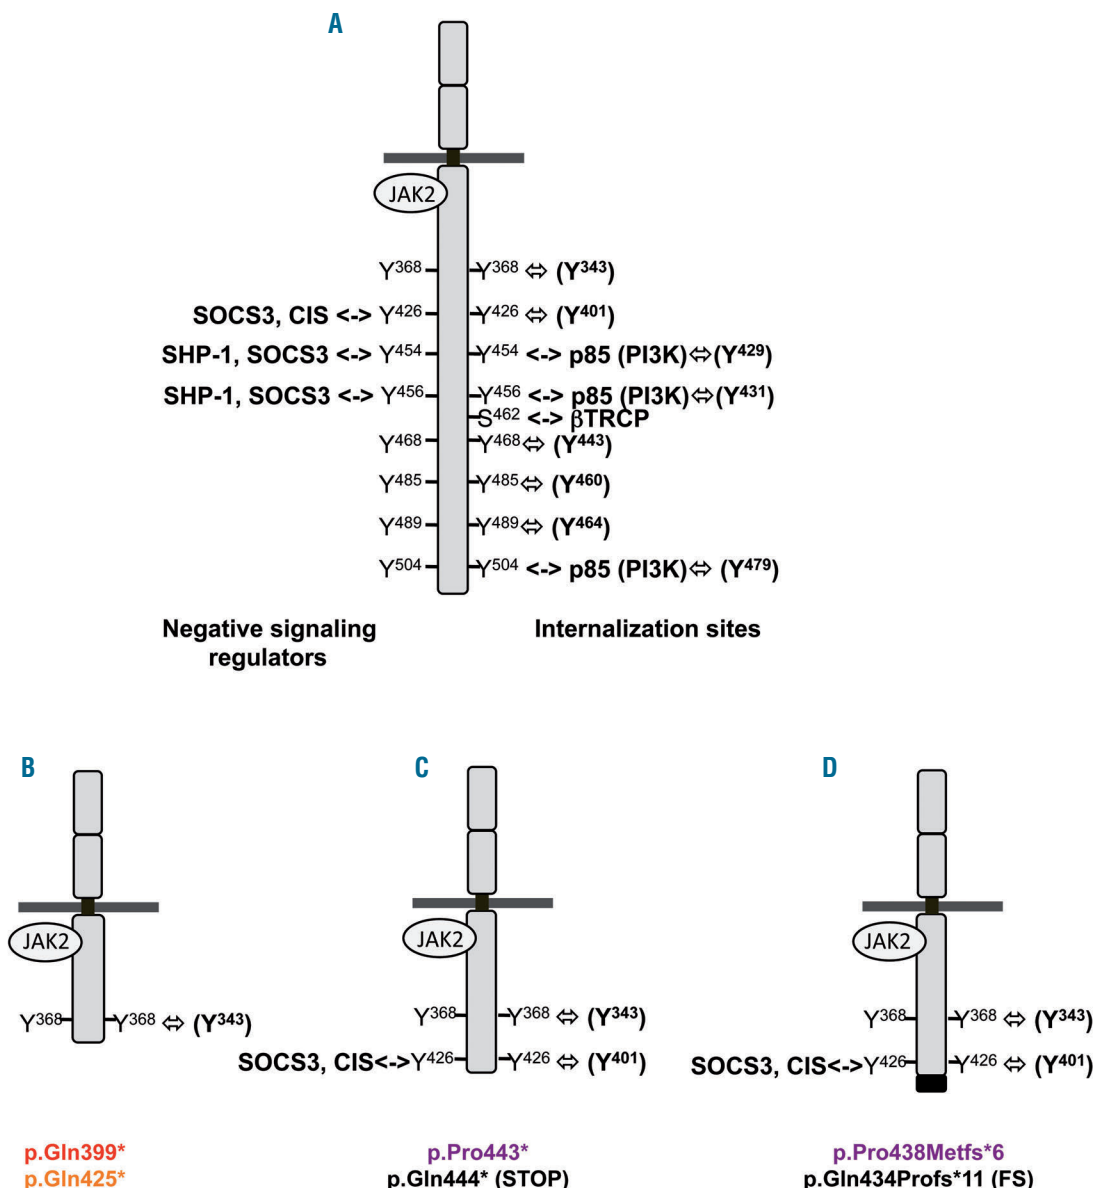 A
JAK2
Y368 Y368 ⬄ (Y343)
SOCS3, CIS <-> Y426 Y426 ⬄ (Y401)
SHP-1, SOCS3 <-> Y454 Y454 <-> p85 (PI3K)⬄(Y429)
SHP-1, SOCS3 <-> Y456 Y456 <-> p85 (PI3K)⬄(Y431)
S462 <-> βTRCP
Y468 Y468 ⬄ (Y443)
Y485 Y485 ⬄ (Y460)
Y489 Y489 ⬄ (Y464)
Y504 Y504 <-> p85 (PI3K)⬄ (Y479)
Negative signaling
regulators
Internalization sites
B
JAK2
Y368 Y368 ⬄ (Y343)
p.Gln399*
p.Gln425*
C
JAK2
Y368 Y368 ⬄ (Y343)
SOCS3, CIS<->Y426 Y426 ⬄ (Y401)
p.Pro443*
p.Gln444* (STOP)
D
JAK2
Y368 Y368 ⬄ (Y343)
SOCS3, CIS<->Y426 Y426 ⬄ (Y401)
p.Pro438Metfs*6
p.Gln434Profs*11 (FS)